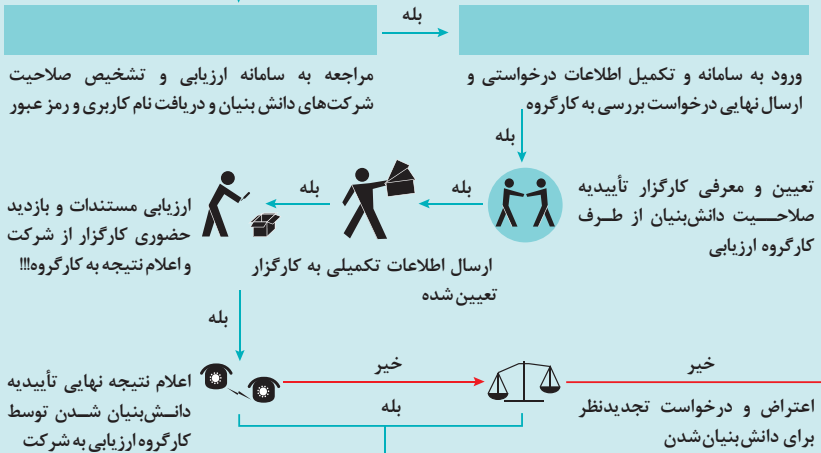 بله
مراجعه به سامانه ارزیابی و تشخیص صلاحیت
شرکت‌های دانش بنیان و دریافت نام کاربری و رمز عبور
ورود به سامانه و تکمیل اطلاعات درخواستی و
ارسال نهایی درخواست بررسی به کارگروه
بله
تعیین و معرفی کارگزار تأییدیه
صلاحیت دانش‌بنیان از طرف
کارگروه ارزیابی
بله
ارسال اطلاعات تکمیلی به کارگزار
تعیین شده
بله
ارزیابی مستندات و بازدید
حضوری کارگزار از شرکت
و اعلام نتیجه به کارگروه!!!
بله
اعلام نتیجه نهایی تأییدیه
دانش‌بنیان شدن توسط
کارگروه ارزیابی به شرکت
خیر
بله
خیر
اعتراض و درخواست تجدیدنظر
برای دانش‌بنیان‌شدن